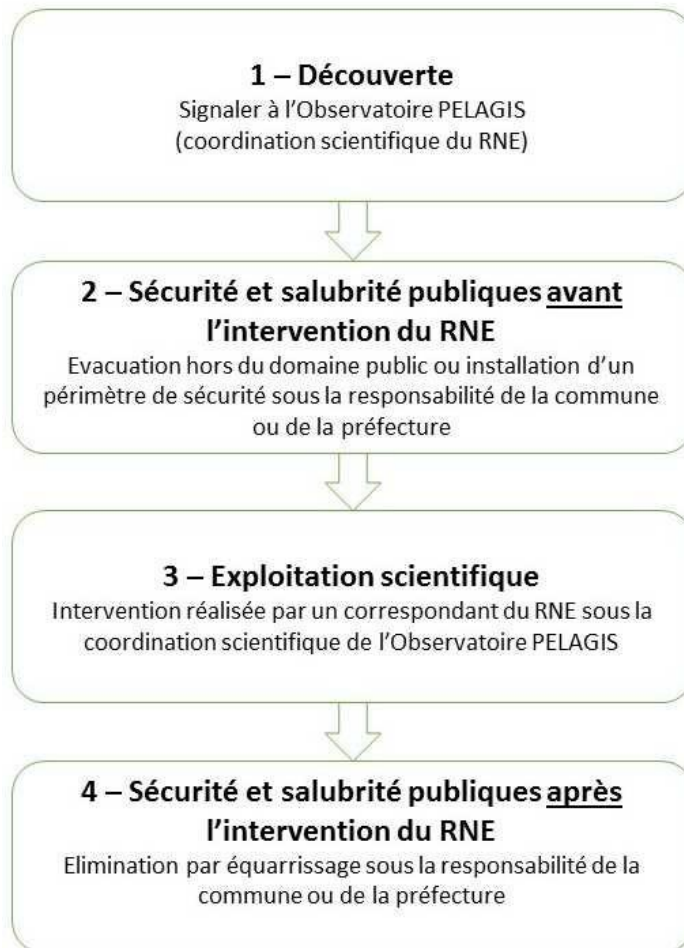 1 – Découverte
Signaler à l'Observatoire PELAGIS
(coordination scientifique du RNE)
2 – Sécurité et salubrité publiques avant
l'intervention du RNE
Evacuation hors du domaine public ou installation d'un
périmètre de sécurité sous la responsabilité de la commune
ou de la préfecture
3 – Exploitation scientifique
Intervention réalisée par un correspondant du RNE sous la
coordination scientifique de l'Observatoire PELAGIS
4 – Sécurité et salubrité publiques après
l'intervention du RNE
Elimination par équarrissage sous la responsabilité de la
commune ou de la préfecture